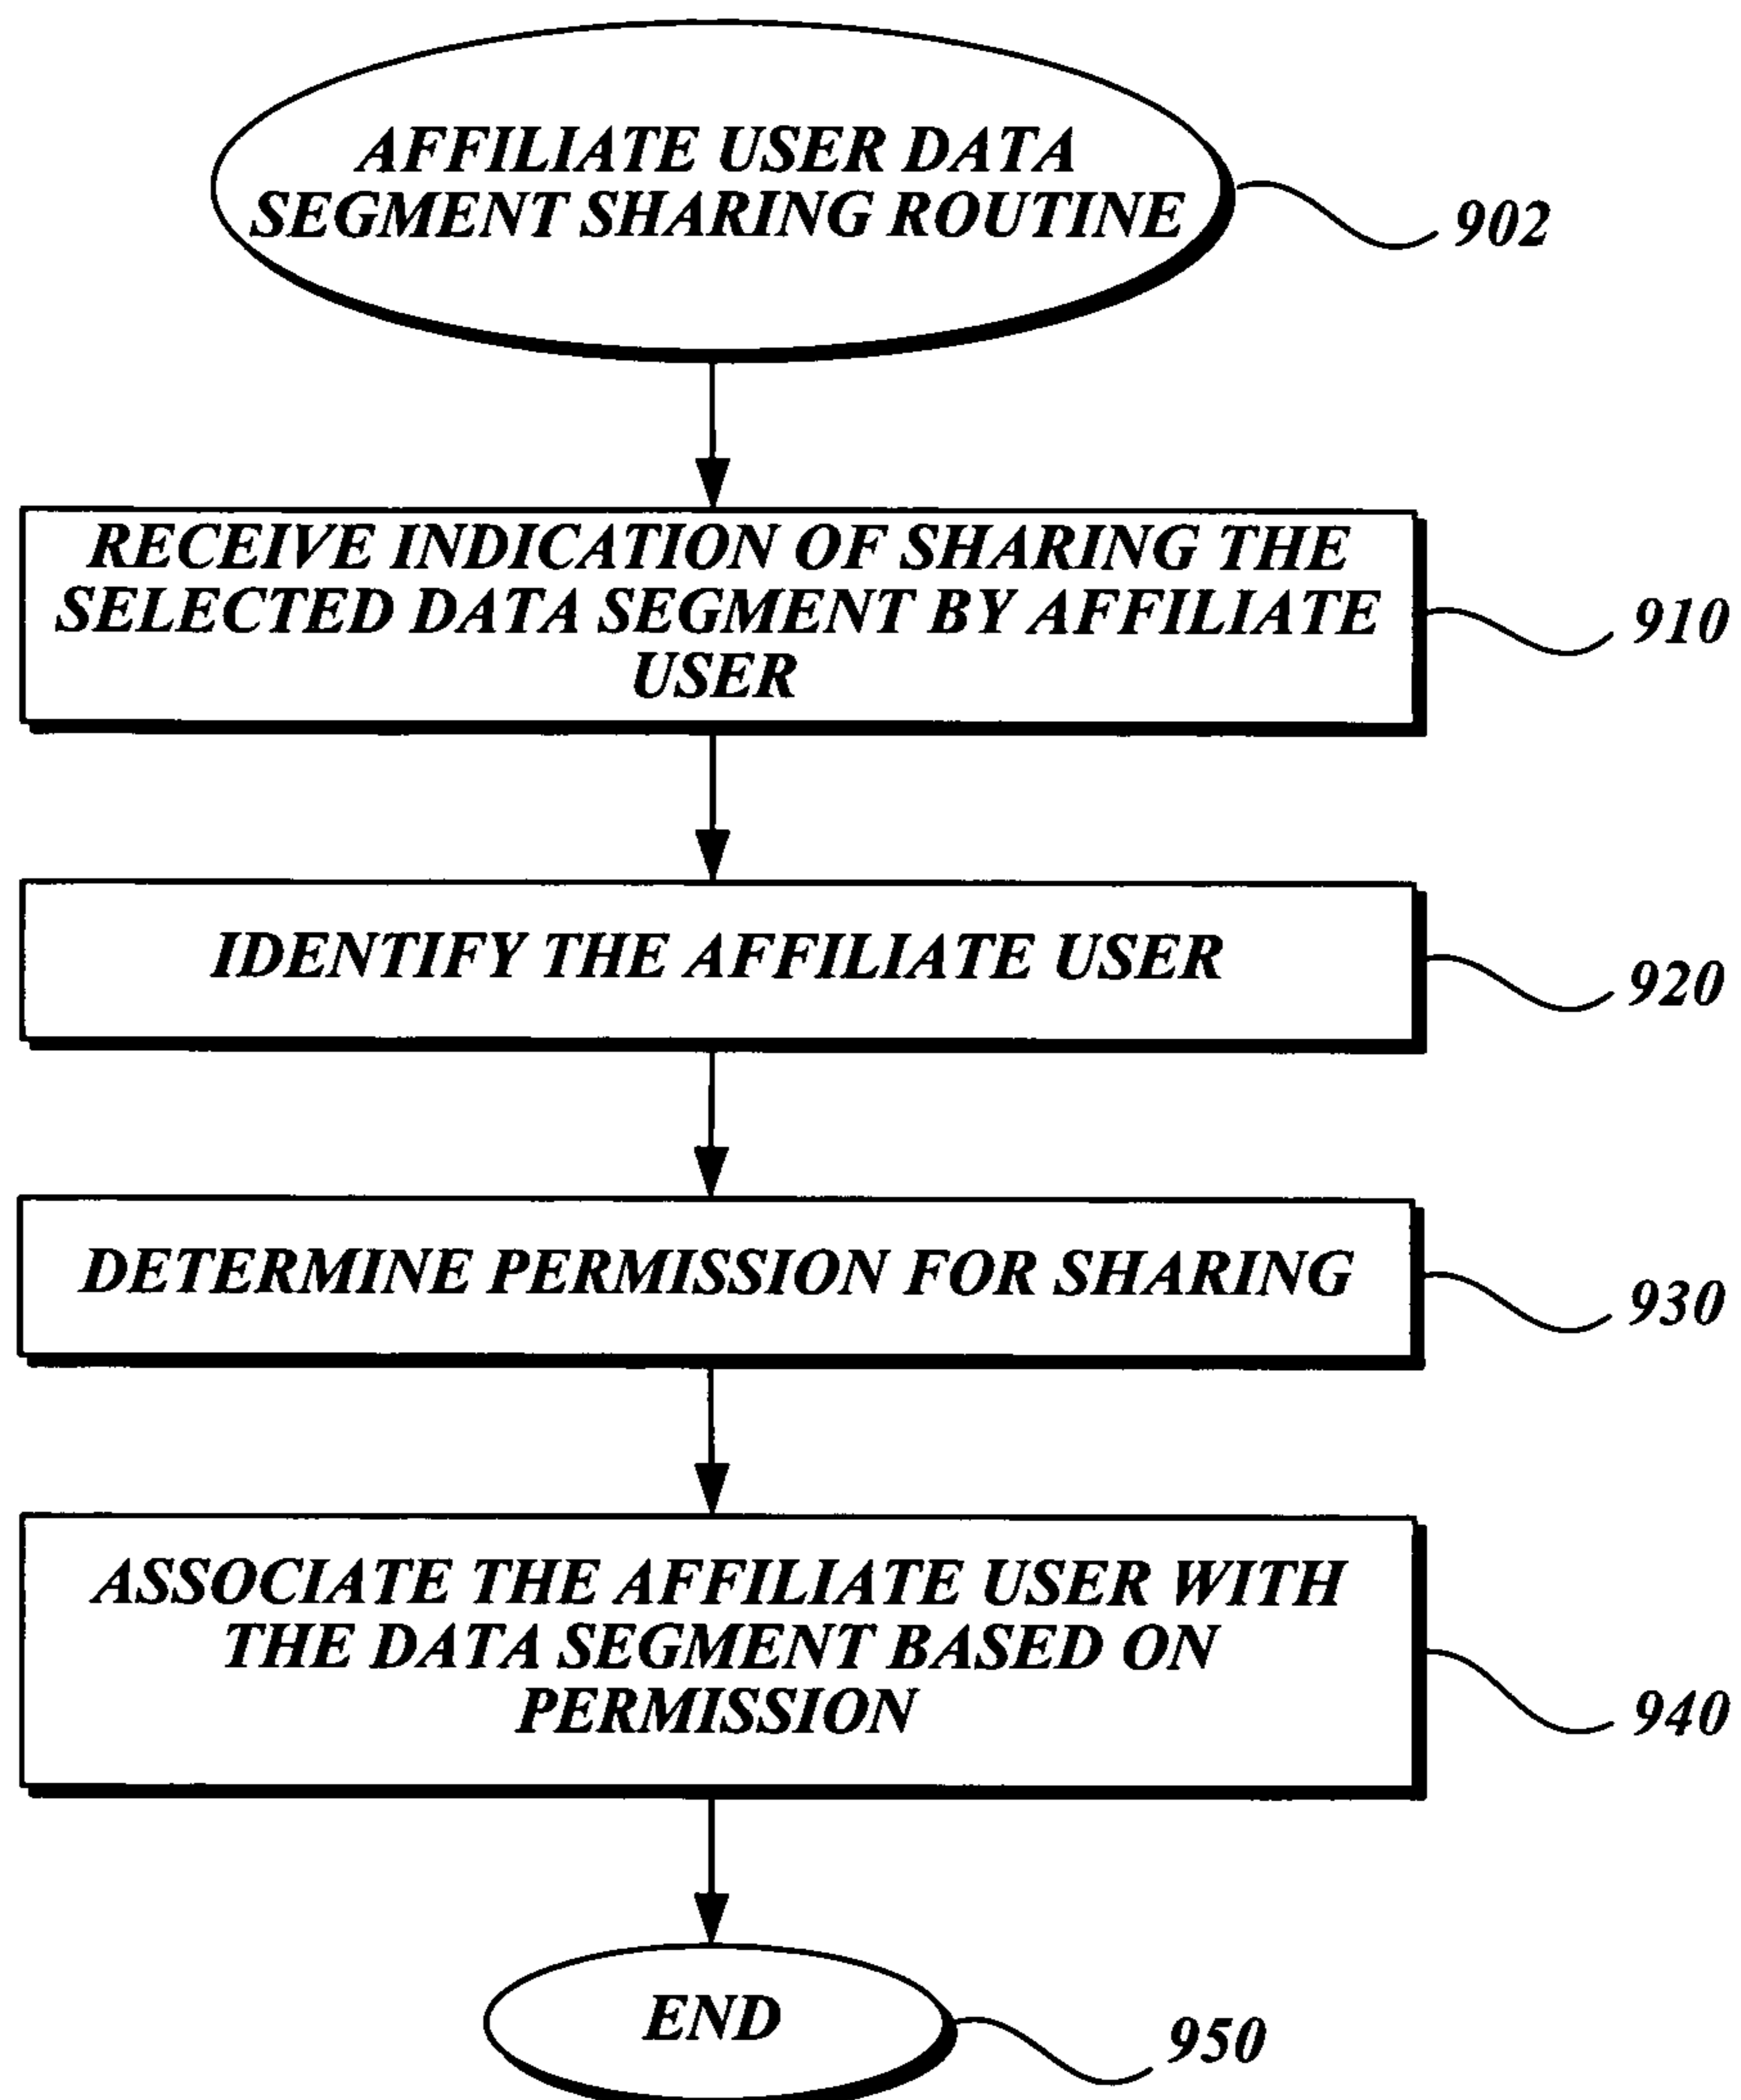 AFFILIATE USER DATA
SEGMENT SHARING ROUTINE
902
RECEIVE INDICATION OF SHARING THE
SELECTED DATA SEGMENT BY AFFILIATE
USER
910
IDENTIFY THE AFFILIATE USER
920
DETERMINE PERMISSION FOR SHARING
930
ASSOCIATE THE AFFILIATE USER WITH
THE DATA SEGMENT BASED ON
PERMISSION
940
END
950